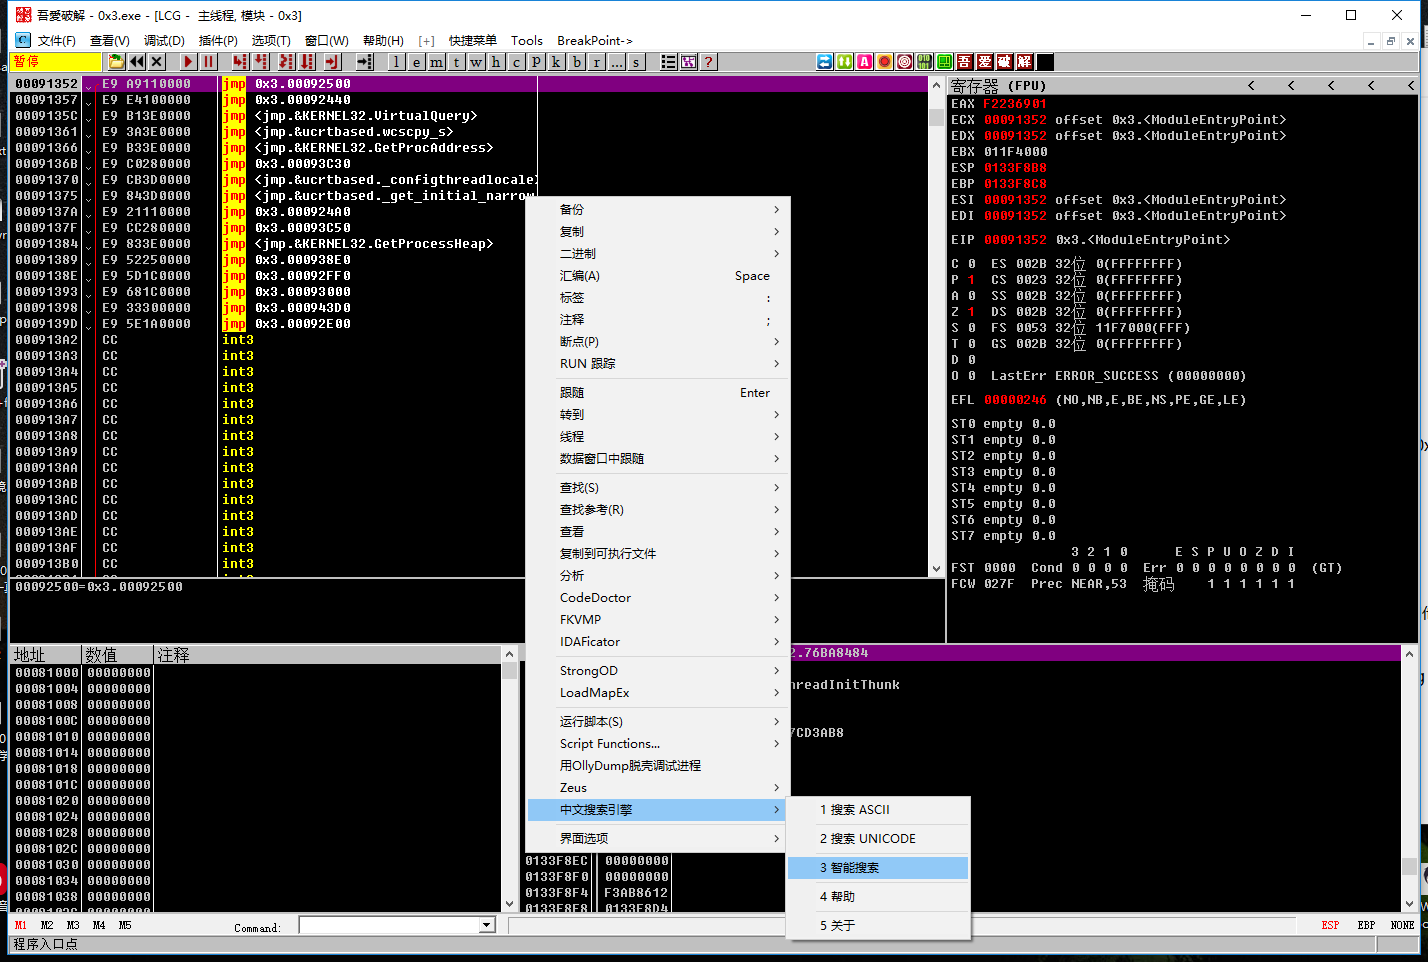 吾愛破解 - 0x3.exe - [LCG - 主线程, 模块 - 0x3]
文件(F) 查看(V) 调试(D) 插件(P) 选项(T) 窗口(W) 帮助(H) [+] 快捷菜单 Tools BreakPoint->
暂停 l e m t w h c p k b r ... s ? 吾 爱 破 解
00091352 E9 A9110000 jmp 0x3.00092500
00091357 E9 E4100000 jmp 0x3.00092440
0009135C E9 B13E0000 jmp <jmp.&KERNEL32.VirtualQuery>
00091361 E9 3A3E0000 jmp <jmp.&ucrtbased.wcscpy_s>
00091366 E9 B33E0000 jmp <jmp.&KERNEL32.GetProcAddress>
0009136B E9 C0280000 jmp 0x3.00093C30
00091370 E9 CB3D0000 jmp <jmp.&ucrtbased._configthreadlocale>
00091375 E9 843D0000 jmp <jmp.&ucrtbased._get_initial_narrow
0009137A E9 21110000 jmp 0x3.000924A0
0009137F E9 CC280000 jmp 0x3.00093C50
00091384 E9 833E0000 jmp <jmp.&KERNEL32.GetProcessHeap>
00091389 E9 52250000 jmp 0x3.000938E0
0009138E E9 5D1C0000 jmp 0x3.00092FF0
00091393 E9 681C0000 jmp 0x3.00093000
00091398 E9 33300000 jmp 0x3.000943D0
0009139D E9 5E1A0000 jmp 0x3.00092E00
000913A2 CC int3
000913A3 CC int3
000913A4 CC int3
000913A5 CC int3
000913A6 CC int3
000913A7 CC int3
000913A8 CC int3
000913A9 CC int3
000913AA CC int3
000913AB CC int3
000913AC CC int3
000913AD CC int3
000913AE CC int3
000913AF CC int3
000913B0 CC int3
00092500=0x3.00092500
寄存器 (FPU) < < < < <
EAX F2236901
ECX 00091352 offset 0x3.<ModuleEntryPoint>
EDX 00091352 offset 0x3.<ModuleEntryPoint>
EBX 011F4000
ESP 0133F8B8
EBP 0133F8C8
ESI 00091352 offset 0x3.<ModuleEntryPoint>
EDI 00091352 offset 0x3.<ModuleEntryPoint>
EIP 00091352 0x3.<ModuleEntryPoint>
C 0 ES 002B 32位 0(FFFFFFFF)
P 1 CS 0023 32位 0(FFFFFFFF)
A 0 SS 002B 32位 0(FFFFFFFF)
Z 1 DS 002B 32位 0(FFFFFFFF)
S 0 FS 0053 32位 11F7000(FFF)
T 0 GS 002B 32位 0(FFFFFFFF)
D 0
O 0 LastErr ERROR_SUCCESS (00000000)
EFL 00000246 (NO,NB,E,BE,NS,PE,GE,LE)
ST0 empty 0.0
ST1 empty 0.0
ST2 empty 0.0
ST3 empty 0.0
ST4 empty 0.0
ST5 empty 0.0
ST6 empty 0.0
ST7 empty 0.0
3 2 1 0 E S P U O Z D I
FST 0000 Cond 0 0 0 0 Err 0 0 0 0 0 0 0 0 (GT)
FCW 027F Prec NEAR,53 掩码 1 1 1 1 1 1
备份
复制
二进制
汇编(A) Space
标签 :
注释 ;
断点(P)
RUN 跟踪
跟随 Enter
转到
线程
数据窗口中跟随
查找(S)
查找参考(R)
查看
复制到可执行文件
分析
CodeDoctor
FKVMP
IDAFicator
StrongOD
LoadMapEx
运行脚本(S)
Script Functions...
用OllyDump脱壳调试进程
Zeus
中文搜索引擎
界面选项
1 搜索 ASCII
2 搜索 UNICODE
3 智能搜索
4 帮助
5 关于
地址 数值 注释
00081000 00000000
00081004 00000000
00081008 00000000
0008100C 00000000
00081010 00000000
00081014 00000000
00081018 00000000
0008101C 00000000
00081020 00000000
00081024 00000000
00081028 00000000
0008102C 00000000
00081030 00000000
00081034 00000000
00081038 00000000
0008103C 00000000
2.76BA8484
hreadInitThunk
7CD3AB8
0133F8EC 00000000
0133F8F0 00000000
0133F8F4 F3AB8612
0133F8F8 0133F8D4
M1 M2 M3 M4 M5 Command: ESP EBP NONE
程序入口点